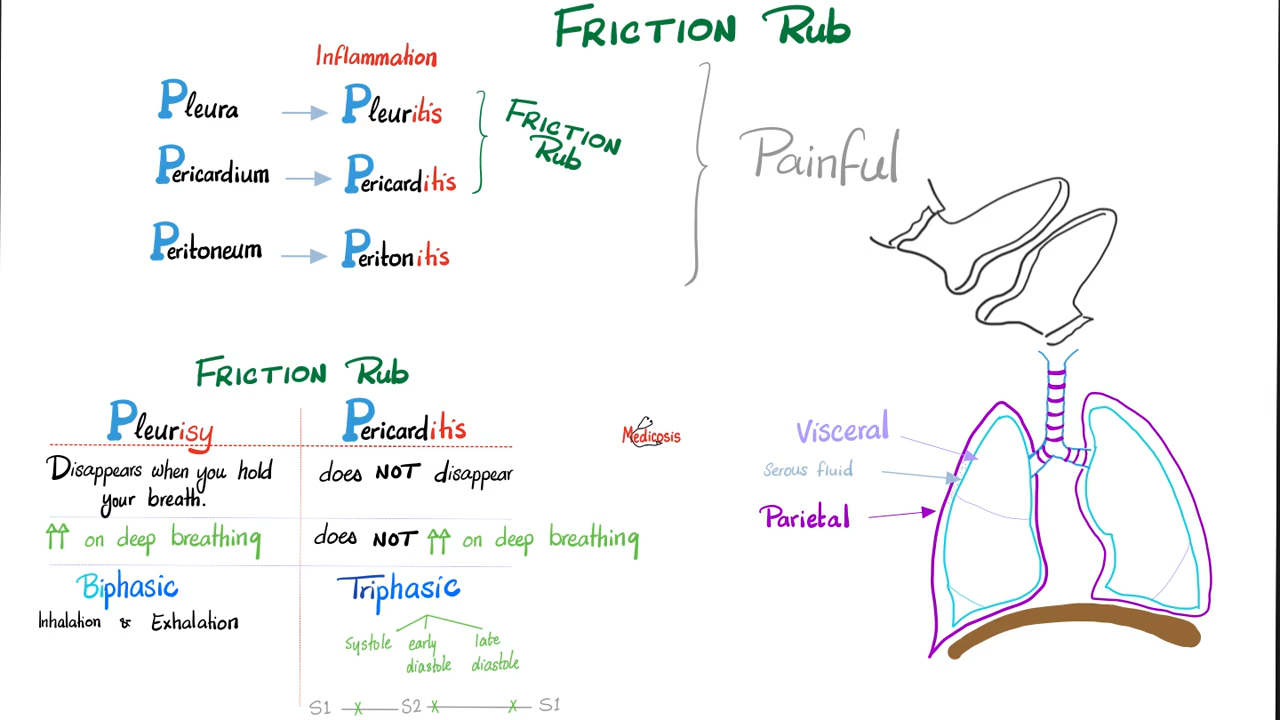 FRICTION Rub
Inflammation
Pleura
Pleuritis
Pericardium
Pericarditis
Peritoneum
Peritonitis
FRICTION
Rub
Painful
FRICTION Rub
Pleurisy
Pericarditis
Disappears when you hold
your breath.
does NOT disappear
↑↑ on deep breathing
does NOT ↑↑ on deep breathing
Biphasic
Triphasic
Inhalation & Exhalation
Systole
early
diastole
late
diastole
S1 x S2 x x S1
Medicosis
Visceral
Serous fluid
Parietal